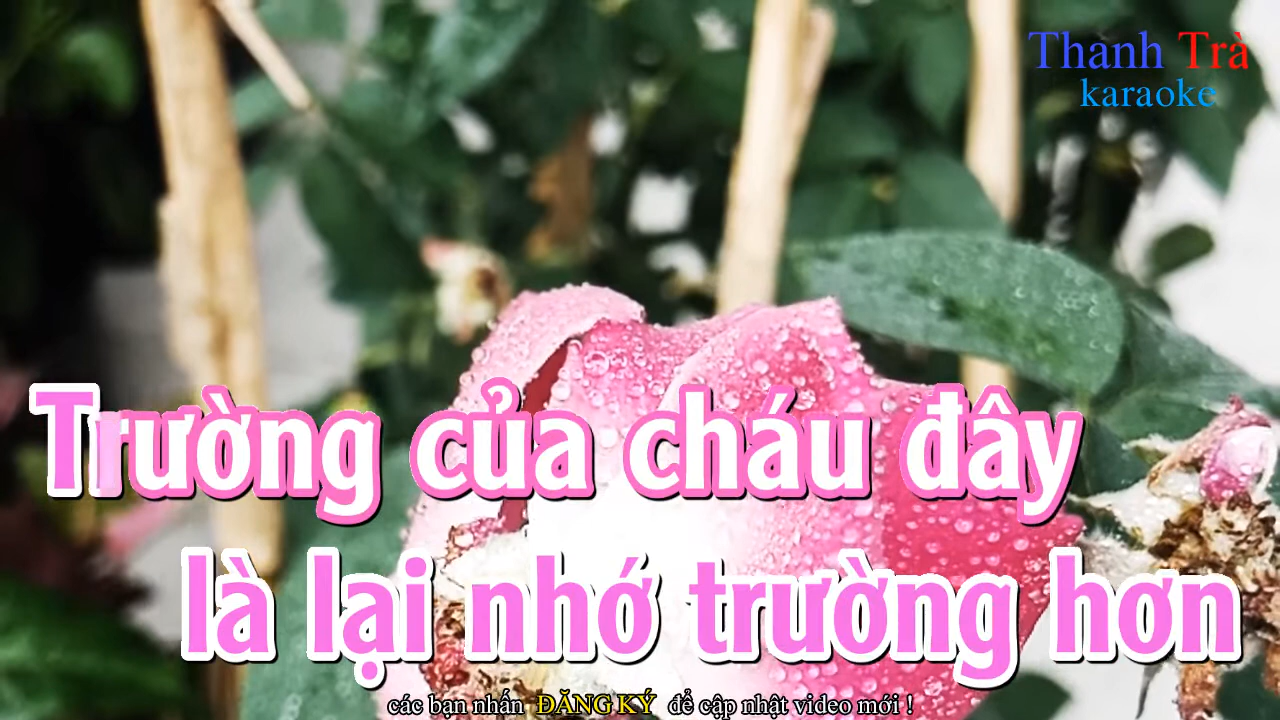 Thanh Trà
karaoke
Trường của cháu đây
là lại nhớ trường hơn
các bạn nhấn ĐĂNG KÝ để cập nhật video mới !